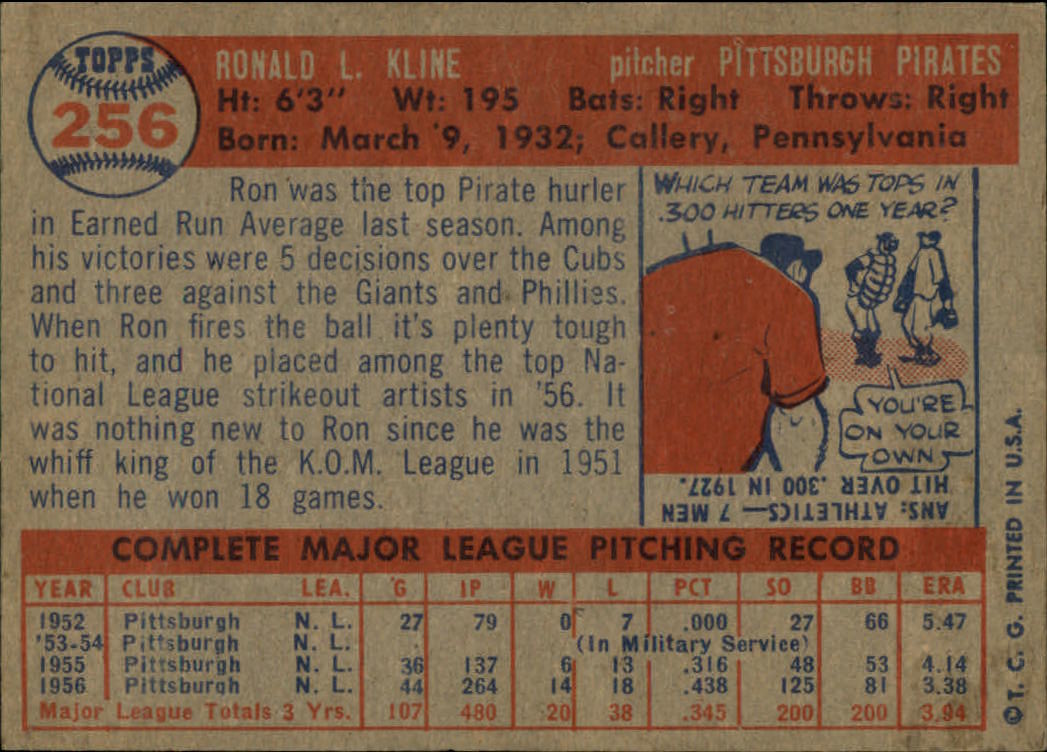 TOPPS
256
RONALD L. KLINE pitcher PITTSBURGH PIRATES
Ht: 6'3" Wt: 195 Bats: Right Throws: Right
Born: March 9, 1932; Callery, Pennsylvania
Ron was the top Pirate hurler
in Earned Run Average last season. Among
his victories were 5 decisions over the Cubs
and three against the Giants and Phillies.
When Ron fires the ball it's plenty tough
to hit, and he placed among the top Na-
tional League strikeout artists in '56. It
was nothing new to Ron since he was the
whiff king of the K.O.M. League in 1951
when he won 18 games.
WHICH TEAM WAS TOPS IN
.300 HITTERS ONE YEAR?
YOU'RE
ON YOUR
OWN
ANS: ATHLETICS—7 MEN
HIT OVER .300 IN 1927.
© T. C. G. PRINTED IN U.S.A.
COMPLETE MAJOR LEAGUE PITCHING RECORD
YEAR CLUB LEA. G IP W L PCT SO BB ERA
1952 Pittsburgh N. L. 27 79 0 7 .000 27 66 5.47
'53-54 Pittsburgh N. L. (In Military Service)
1955 Pittsburgh N. L. 36 137 6 13 .316 48 53 4.14
1956 Pittsburgh N. L. 44 264 14 18 .438 125 81 3.38
Major League Totals 3 Yrs. 107 480 20 38 .345 200 200 3.94